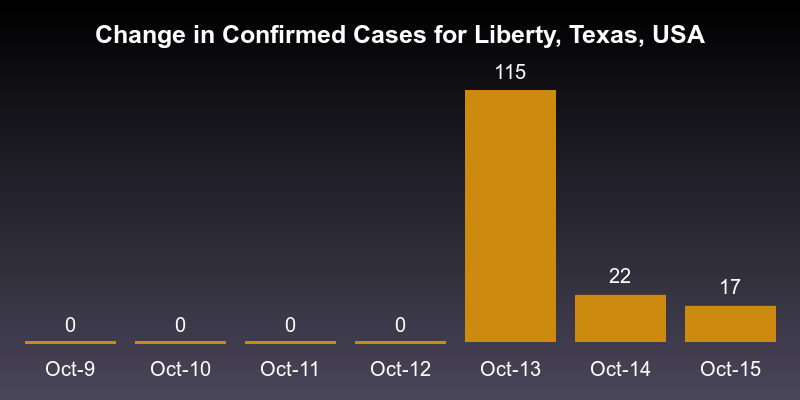 Change in Confirmed Cases for Liberty, Texas, USA
115
22
17
0 0 0 0
Oct-9 Oct-10 Oct-11 Oct-12 Oct-13 Oct-14 Oct-15